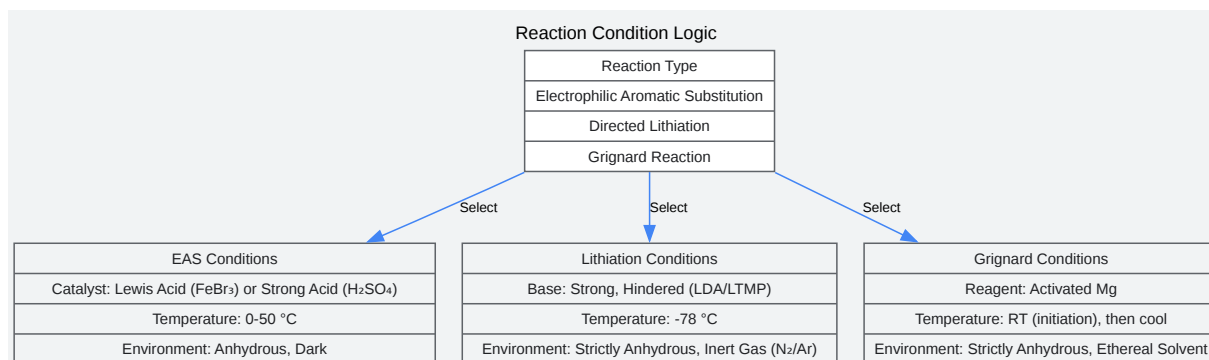 Reaction Condition Logic
Reaction Type
Electrophilic Aromatic Substitution
Directed Lithiation
Grignard Reaction
Select
Select
Select
EAS Conditions
Catalyst: Lewis Acid (FeBr₃) or Strong Acid (H₂SO₄)
Temperature: 0-50 °C
Environment: Anhydrous, Dark
Lithiation Conditions
Base: Strong, Hindered (LDA/LTMP)
Temperature: -78 °C
Environment: Strictly Anhydrous, Inert Gas (N₂/Ar)
Grignard Conditions
Reagent: Activated Mg
Temperature: RT (initiation), then cool
Environment: Strictly Anhydrous, Ethereal Solvent